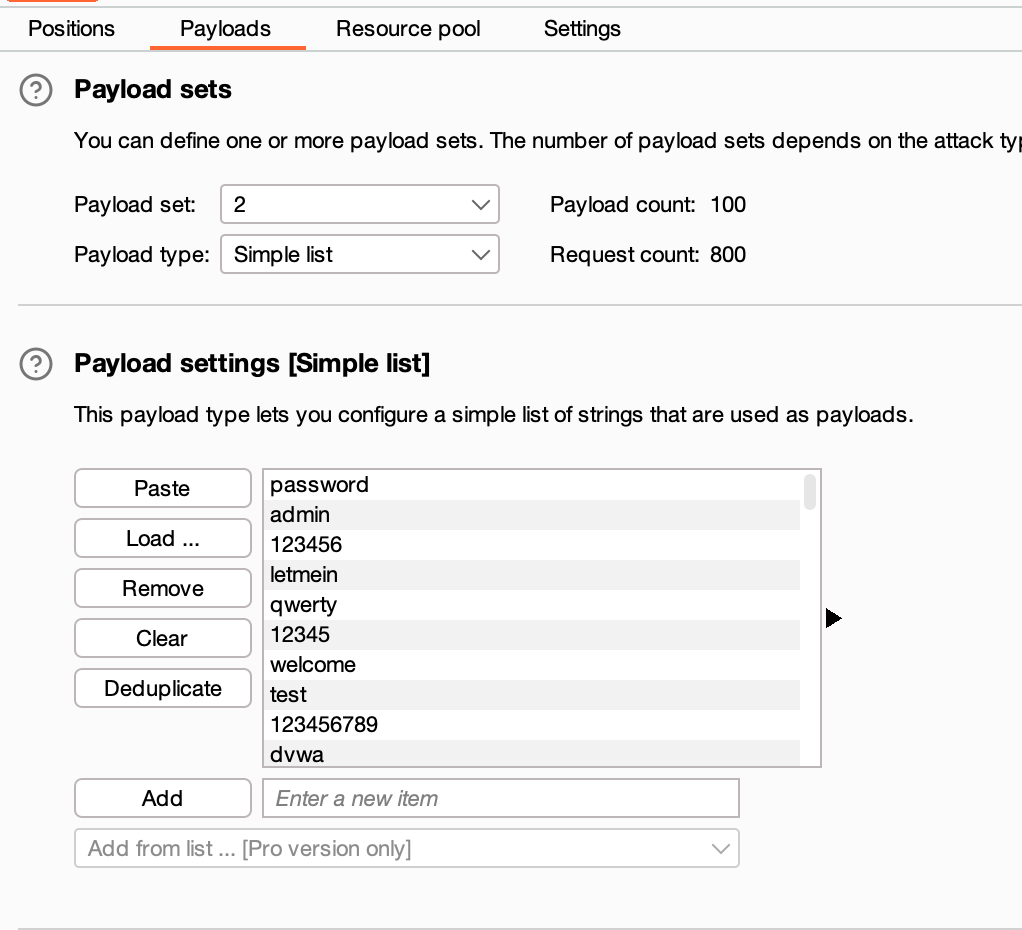 Positions Payloads Resource pool Settings
? Payload sets
You can define one or more payload sets. The number of payload sets depends on the attack
Payload set: 2 Payload count: 100
Payload type: Simple list Request count: 800
? Payload settings [Simple list]
This payload type lets you configure a simple list of strings that are used as payloads.
Paste
Load ...
Remove
Clear
Deduplicate
password
admin
123456
letmein
qwerty
12345
welcome
test
123456789
dvwa
Add Enter a new item
Add from list ... [Pro version only]